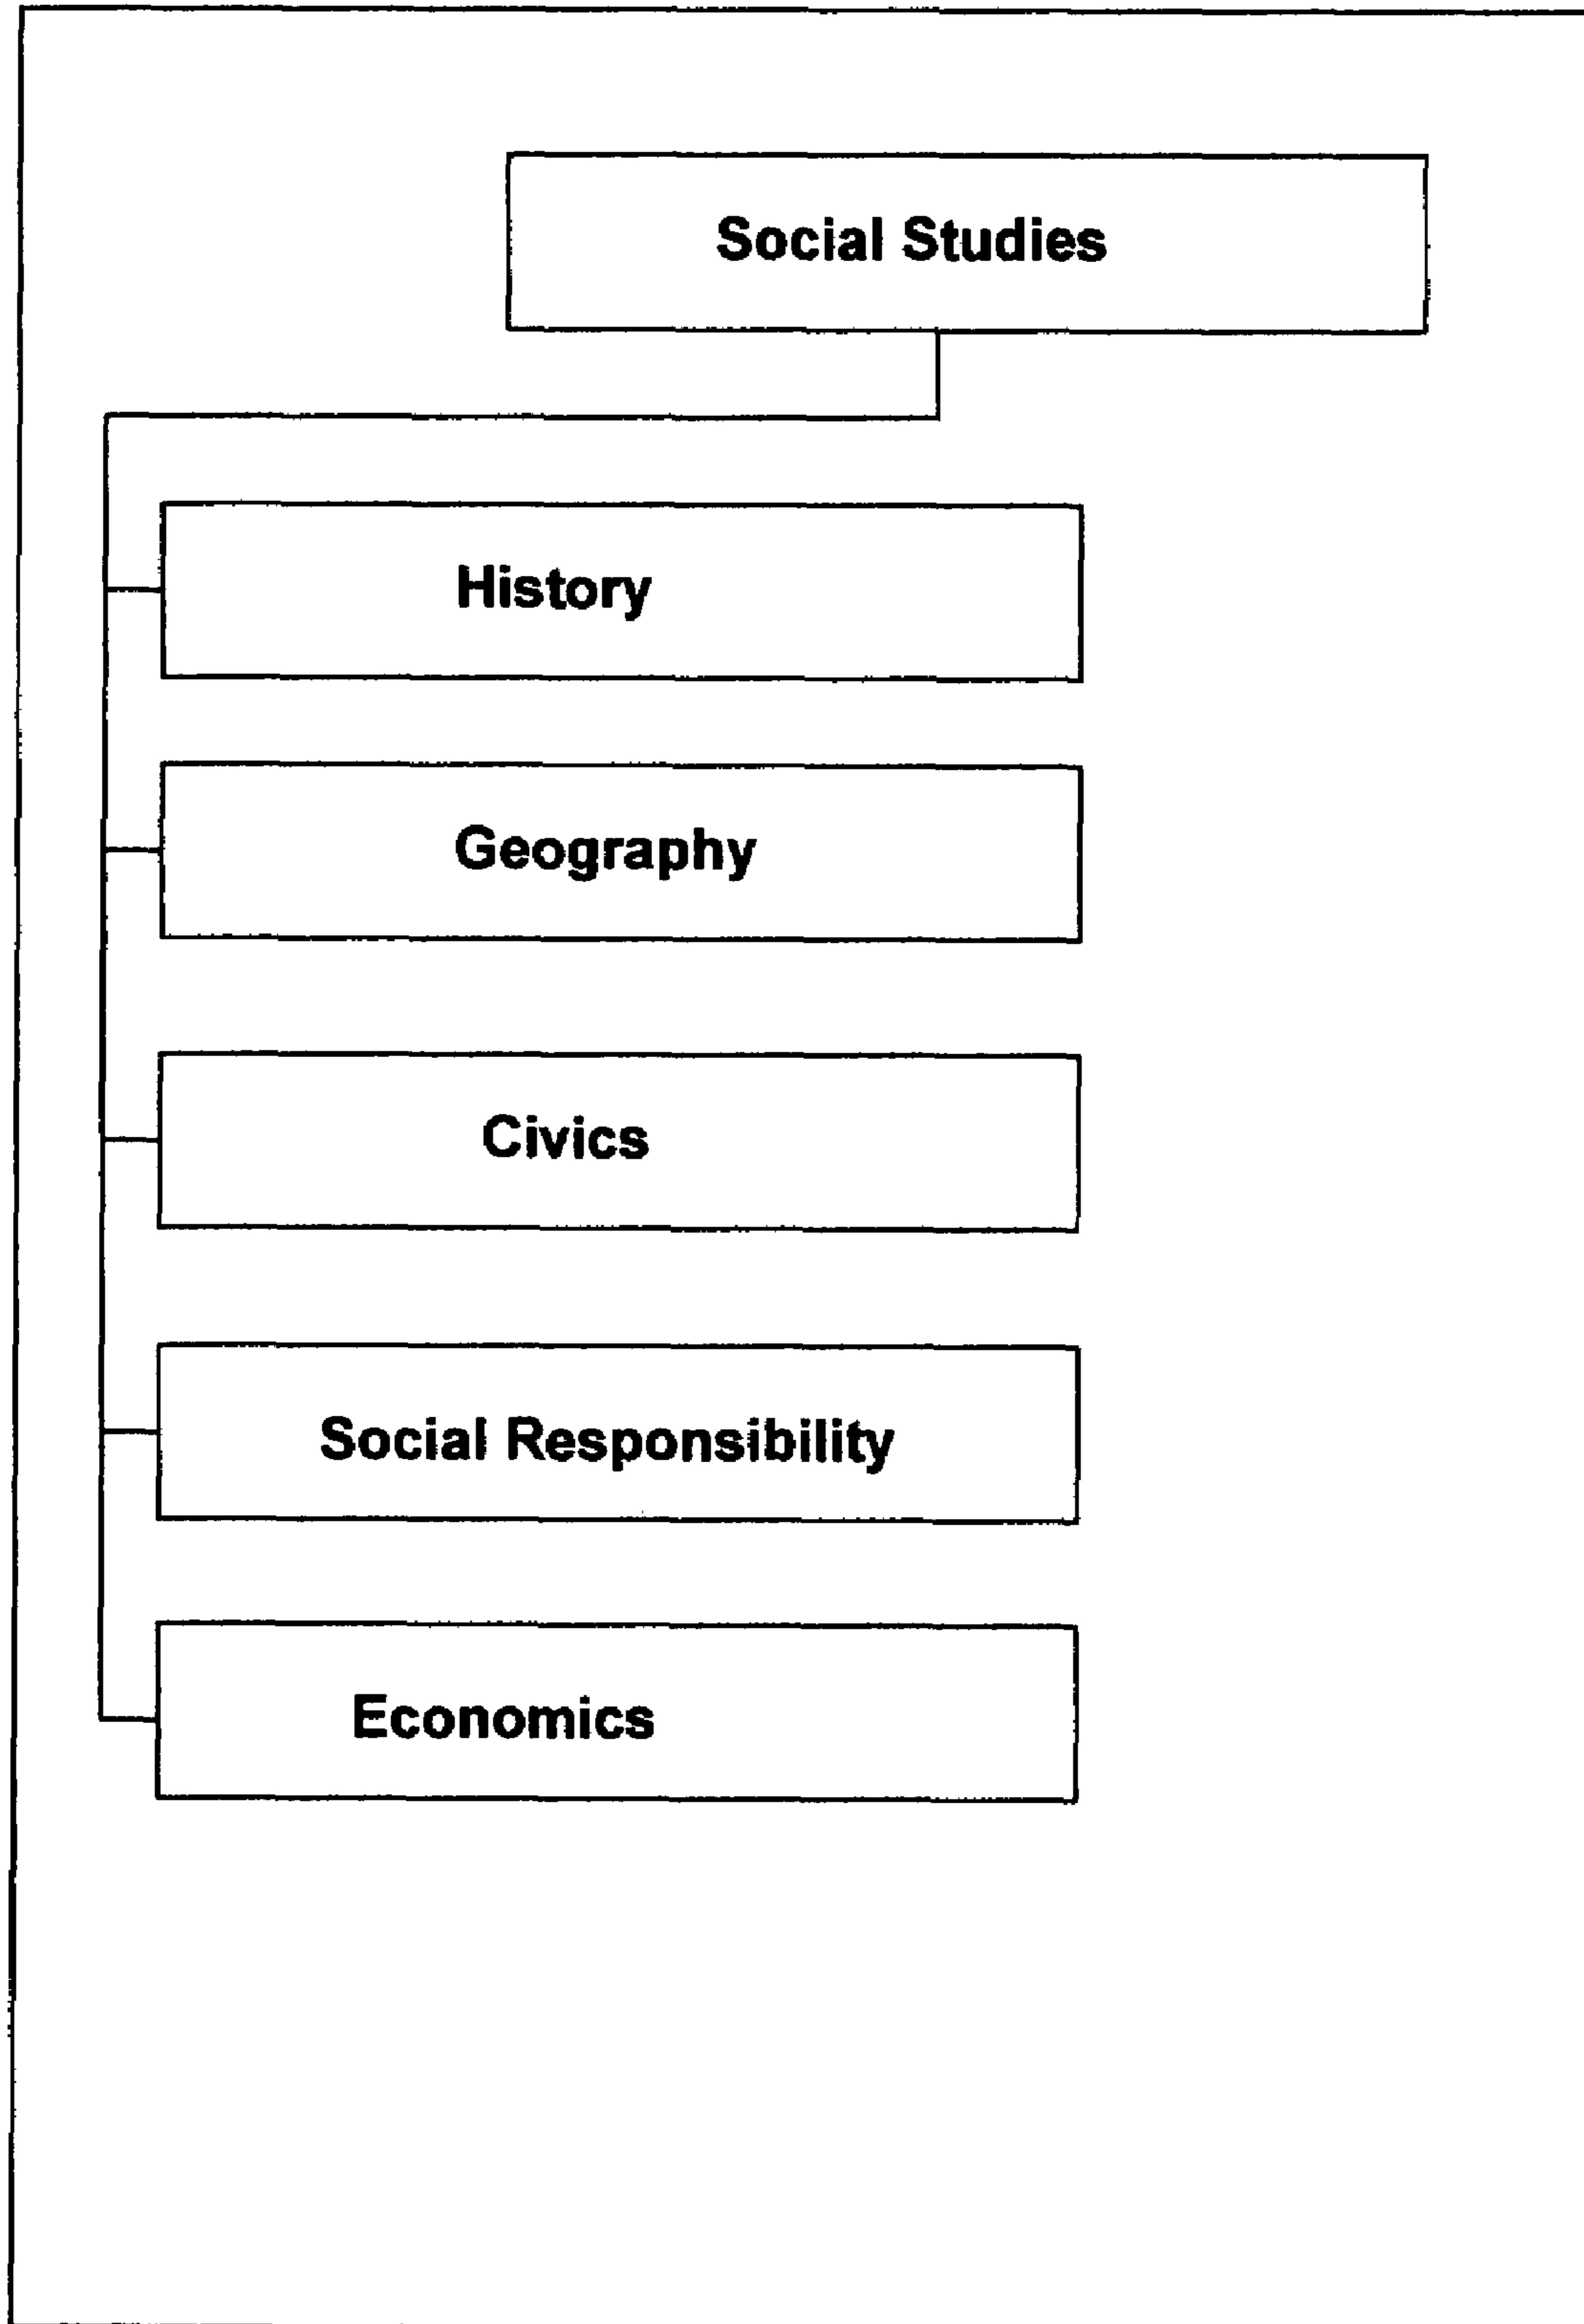 Social Studies
History
Geography
Civics
Social Responsibility
Economics